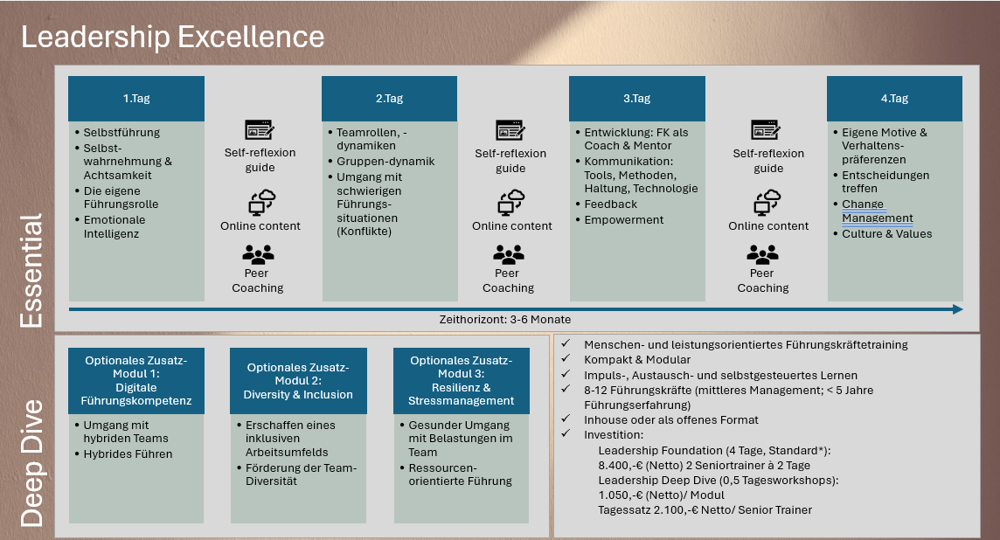 Leadership Excellence
Essential
1.Tag
• Selbstführung
• Selbst-
wahrnehmung &
Achtsamkeit
• Die eigene
Führungsrolle
• Emotionale
Intelligenz
Self-reflexion
guide
Online content
Peer
Coaching
2.Tag
• Teamrollen, -
dynamiken
• Gruppen-dynamik
• Umgang mit
schwierigen
Führungs-
situationen
(Konflikte)
Self-reflexion
guide
Online content
Peer
Coaching
3.Tag
• Entwicklung: FK als
Coach & Mentor
• Kommunikation:
Tools, Methoden,
Haltung, Technologie
• Feedback
• Empowerment
Self-reflexion
guide
Online content
Peer
Coaching
4.Tag
• Eigene Motive &
Verhaltens-
präferenzen
• Entscheidungen
treffen
• Change
Management
• Culture & Values
Zeithorizont: 3-6 Monate
Deep Dive
Optionales Zusatz-
Modul 1:
Digitale
Führungskompetenz
• Umgang mit
hybriden Teams
• Hybrides Führen
Optionales Zusatz-
Modul 2:
Diversity & Inclusion
• Erschaffen eines
inklusiven
Arbeitsumfelds
• Förderung der Team-
Diversität
Optionales Zusatz-
Modul 3:
Resilienz &
Stressmanagement
• Gesunder Umgang
mit Belastungen im
Team
• Ressourcen-
orientierte Führung
✓ Menschen- und leistungsorientiertes Führungskräftetraining
✓ Kompakt & Modular
✓ Impuls-, Austausch- und selbstgesteuertes Lernen
✓ 8-12 Führungskräfte (mittleres Management; < 5 Jahre
Führungserfahrung)
✓ Inhouse oder als offenes Format
✓ Investition:
Leadership Foundation (4 Tage, Standard*):
8.400,-€ (Netto) 2 Seniortrainer à 2 Tage
Leadership Deep Dive (0,5 Tagesworkshops):
1.050,-€ (Netto)/ Modul
Tagessatz 2.100,-€ Netto/ Senior Trainer